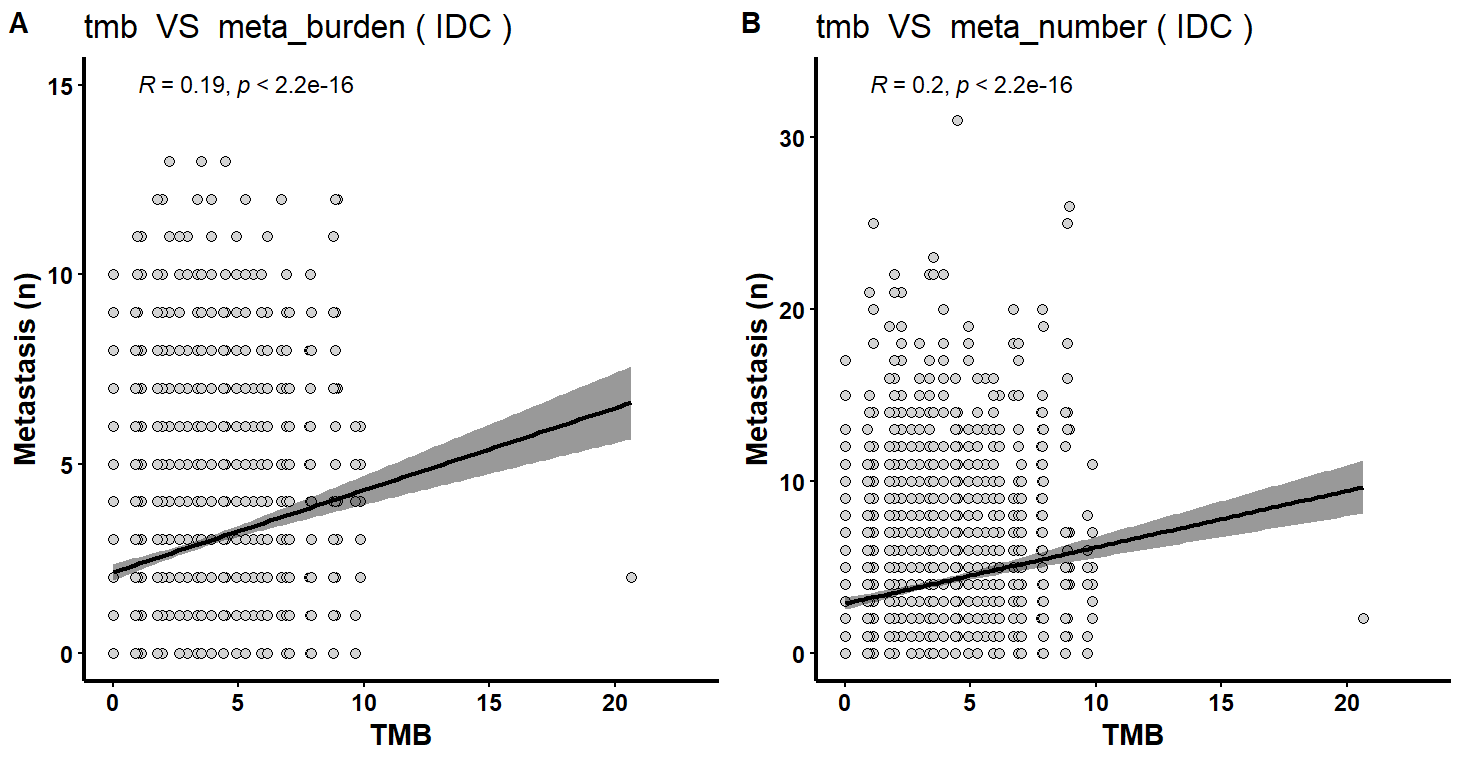 A
tmb VS meta_burden ( IDC )
R = 0.19, p < 2.2e-16
15
10
5
0
Metastasis (n)
0 5 10 15 20
TMB
B
tmb VS meta_number ( IDC )
R = 0.2, p < 2.2e-16
30
20
10
0
Metastasis (n)
0 5 10 15 20
TMB